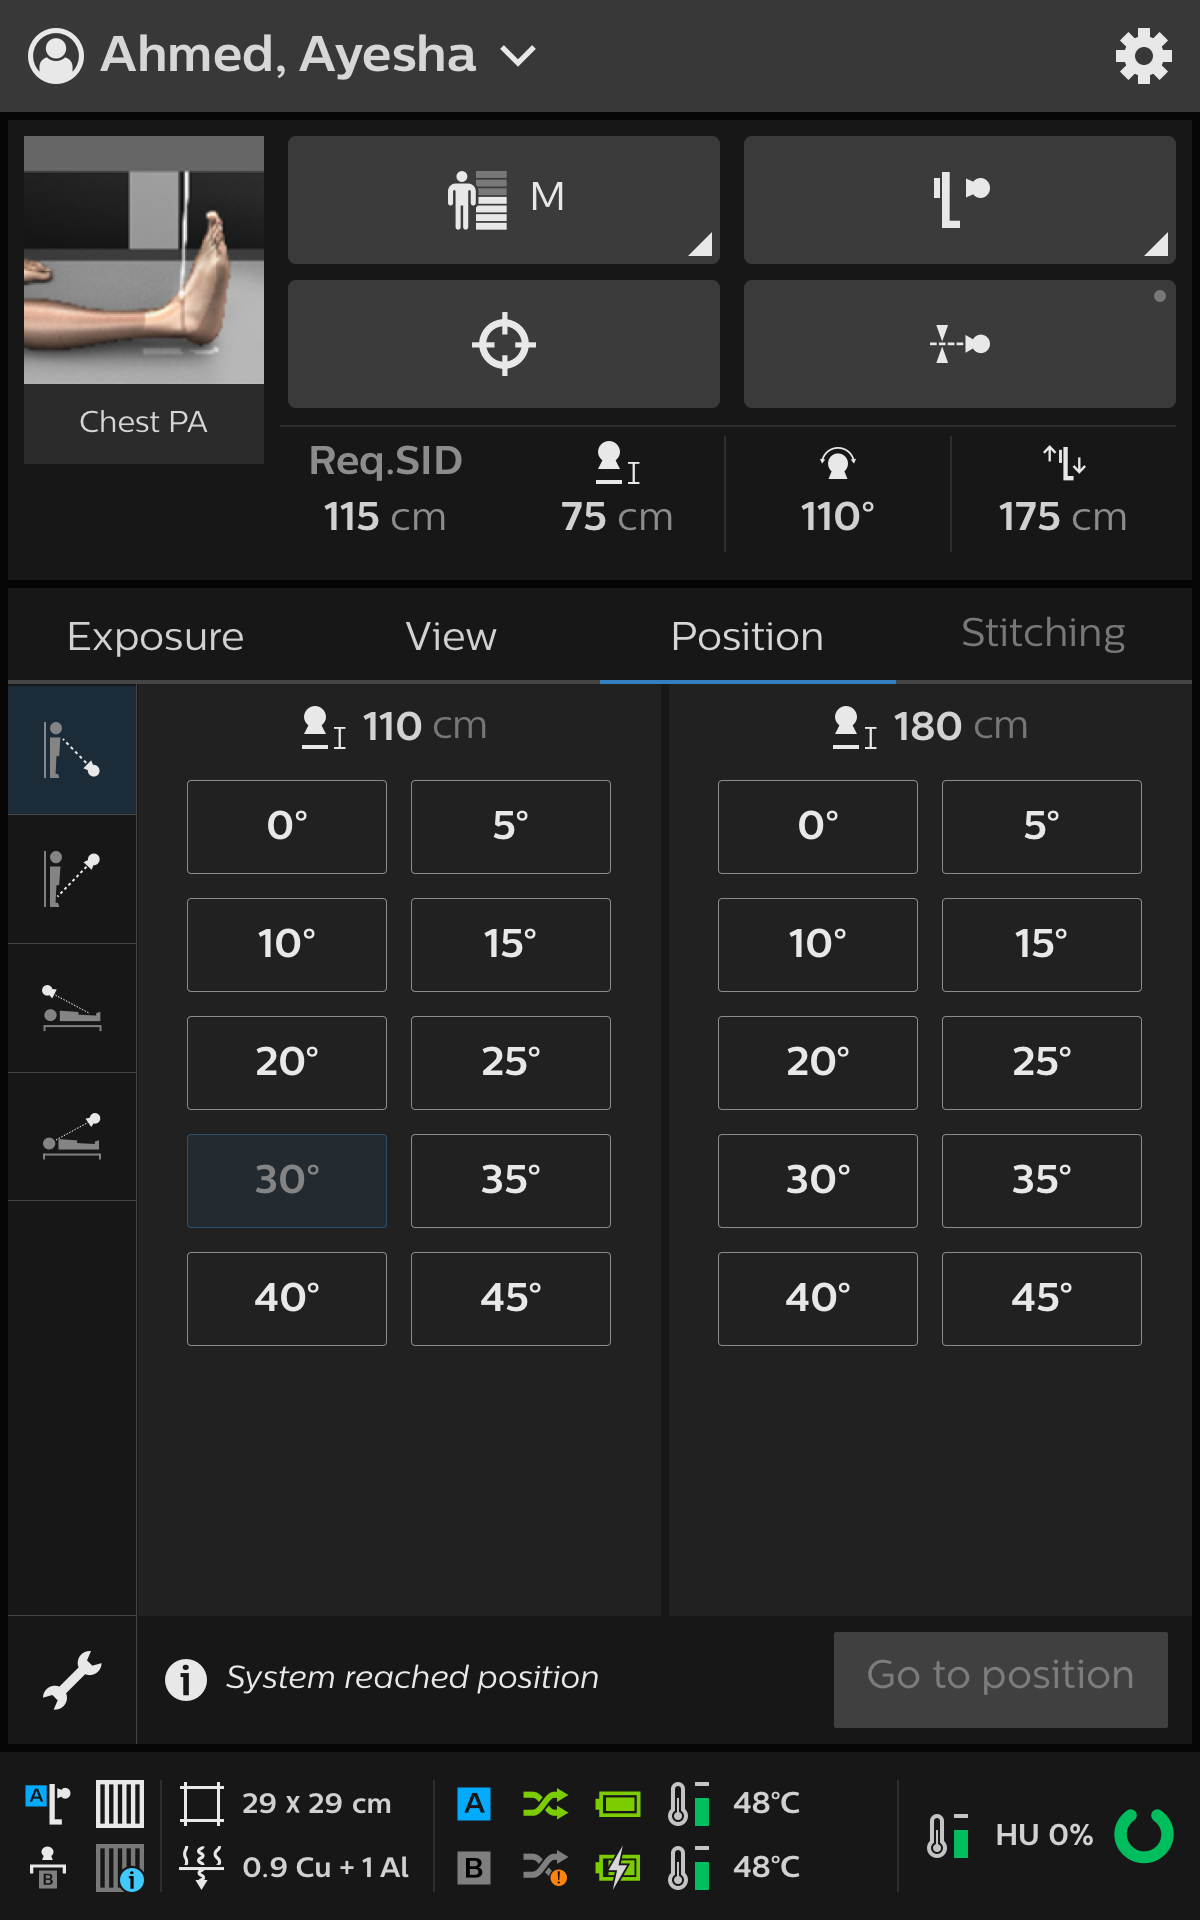 Ahmed, Ayesha
M
Chest PA
Req.SID
115 cm
75 cm
110°
175 cm
Exposure
View
Position
Stitching
110 cm
180 cm
0° 5° 0° 5°
10° 15° 10° 15°
20° 25° 20° 25°
30° 35° 30° 35°
40° 45° 40° 45°
i System reached position
Go to position
A 29 x 29 cm A 48°C
B i 0.9 Cu + 1 Al B ! 48°C
HU 0%